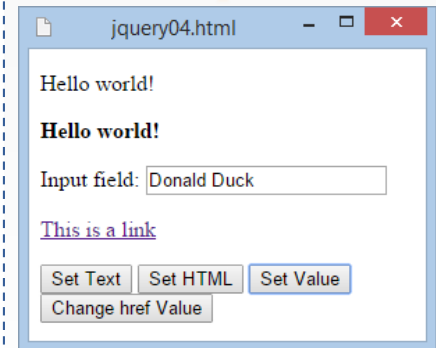 jquery04.html
Hello world!
Hello world!
Input field: Donald Duck
This is a link
Set Text Set HTML Set Value
Change href Value